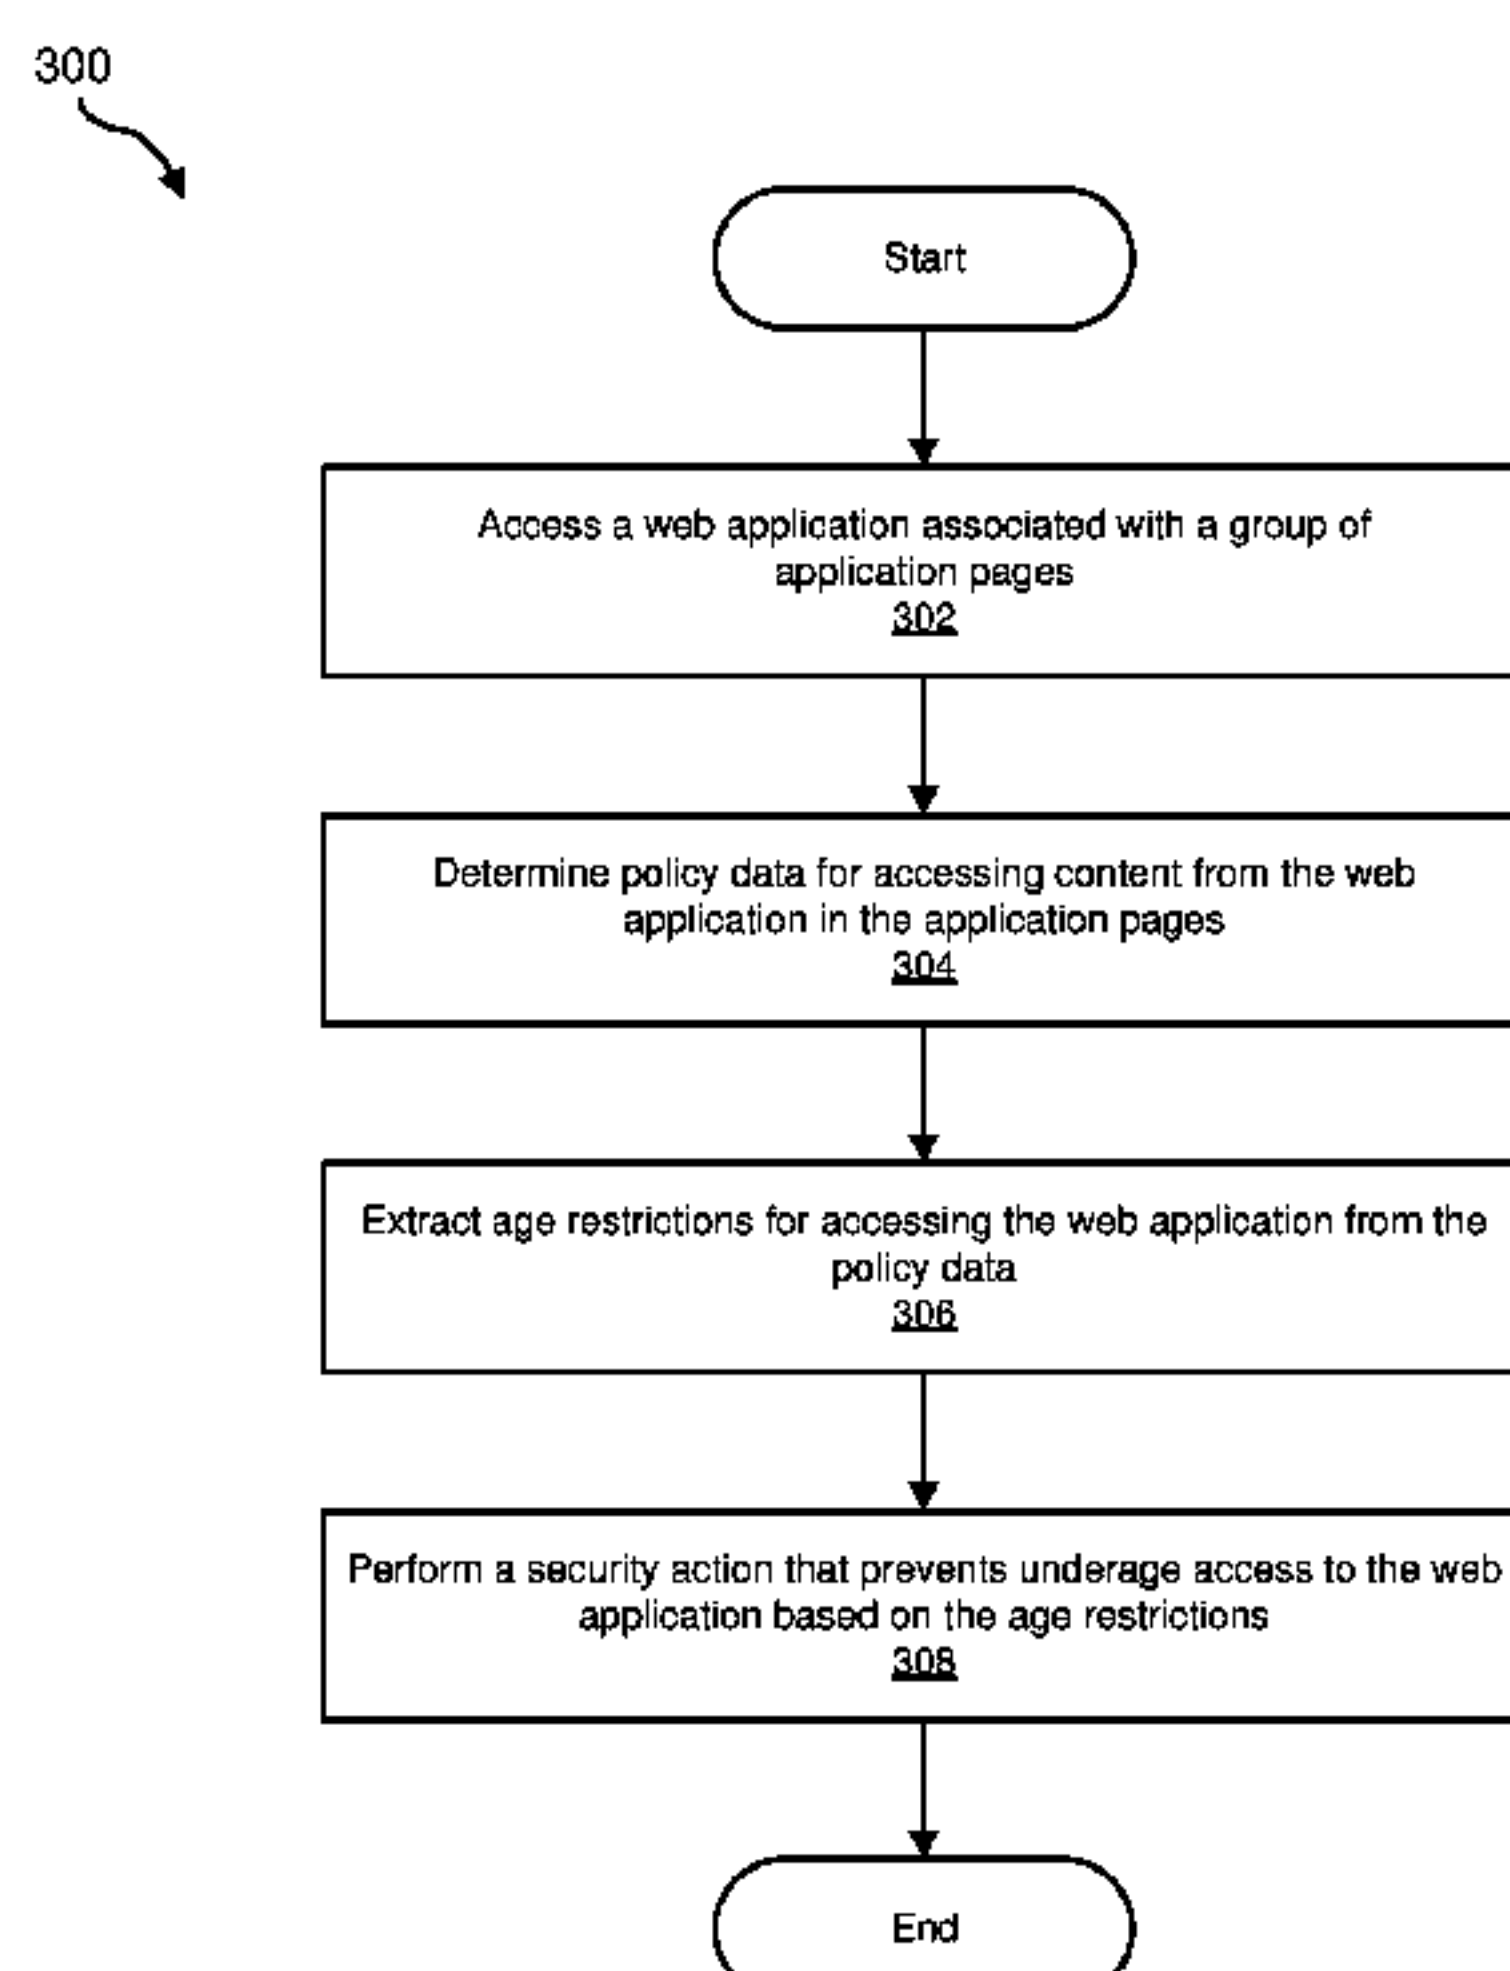 300
Start
Access a web application associated with a group of
application pages
302
Determine policy data for accessing content from the web
application in the application pages
304
Extract age restrictions for accessing the web application from the
policy data
306
Perform a security action that prevents underage access to the web
application based on the age restrictions
308
End